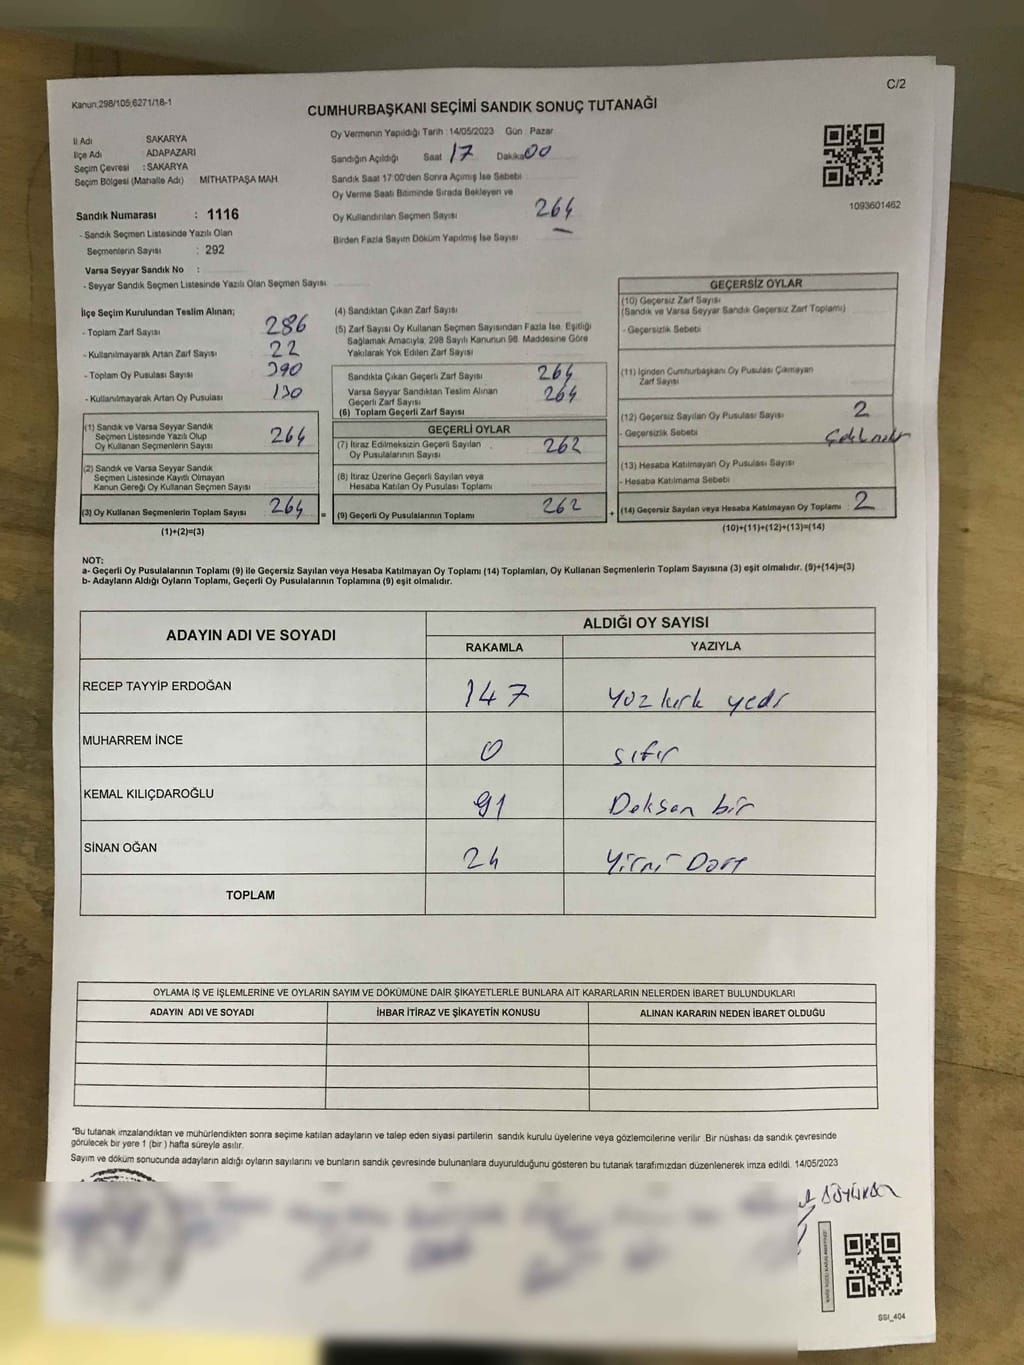 C/2
Kanun:298/105;6271/18-1
CUMHURBAŞKANI SEÇİMİ SANDIK SONUÇ TUTANAĞI
İl Adı SAKARYA
İlçe Adı ADAPAZARI
Seçim Çevresi : SAKARYA
Seçim Bölgesi (Mahalle Adı) MİTHATPAŞA MAH.
Sandık Numarası : 1116
- Sandık Seçmen Listesinde Yazılı Olan
Seçmenlerin Sayısı : 292
Varsa Seyyar Sandık No :
- Seyyar Sandık Seçmen Listesinde Yazılı Olan Seçmen Sayısı
Oy Vermenin Yapıldığı Tarih : 14/05/2023 Gün : Pazar
Sandığın Açıldığı Saat 17 Dakika 00
Sandık Saat 17:00'den Sonra Açılmış İse Sebebi
Oy Verme Saati Bitiminde Sırada Bekleyen ve
Oy Kullandırılan Seçmen Sayısı 264
Birden Fazla Sayım Döküm Yapılmış İse Sayısı —
1093601462
İlçe Seçim Kurulundan Teslim Alınan;
- Toplam Zarf Sayısı 286
- Kullanılmayarak Artan Zarf Sayısı 22
- Toplam Oy Pusulası Sayısı 390
- Kullanılmayarak Artan Oy Pusulası 130
(1) Sandık ve Varsa Seyyar Sandık
Seçmen Listesinde Yazılı Olup
Oy Kullanan Seçmenlerin Sayısı 264
(2) Sandık ve Varsa Seyyar Sandık
Seçmen Listesinde Kayıtlı Olmayan
Kanun Gereği Oy Kullanan Seçmen Sayısı
(3) Oy Kullanan Seçmenlerin Toplam Sayısı 264 =
(1)+(2)=(3)
(4) Sandıktan Çıkan Zarf Sayısı
(5) Zarf Sayısı Oy Kullanan Seçmen Sayısından Fazla İse, Eşitliği
Sağlamak Amacıyla, 298 Sayılı Kanunun 98. Maddesine Göre
Yakılarak Yok Edilen Zarf Sayısı
Sandıkta Çıkan Geçerli Zarf Sayısı 264
Varsa Seyyar Sandıktan Teslim Alınan
Geçerli Zarf Sayısı 264
(6) Toplam Geçerli Zarf Sayısı
GEÇERLİ OYLAR
(7) İtiraz Edilmeksizin Geçerli Sayılan
Oy Pusulalarının Sayısı 262
(8) İtiraz Üzerine Geçerli Sayılan veya
Hesaba Katılan Oy Pusulası Toplamı
(9) Geçerli Oy Pusulalarının Toplamı 262 +
GEÇERSİZ OYLAR
(10) Geçersiz Zarf Sayısı
(Sandık ve Varsa Seyyar Sandık Geçersiz Zarf Toplamı)
- Geçersizlik Sebebi
(11) İçinden Cumhurbaşkanı Oy Pusulası Çıkmayan
Zarf Sayısı
(12) Geçersiz Sayılan Oy Pusulası Sayısı 2
- Geçersizlik Sebebi
(13) Hesaba Katılmayan Oy Pusulası Sayısı
- Hesaba Katılmama Sebebi
(14) Geçersiz Sayılan veya Hesaba Katılmayan Oy Toplamı 2
(10)+(11)+(12)+(13)=(14)
NOT:
a- Geçerli Oy Pusulalarının Toplamı (9) ile Geçersiz Sayılan veya Hesaba Katılmayan Oy Toplamı (14) Toplamları, Oy Kullanan Seçmenlerin Toplam Sayısına (3) eşit olmalıdır. (9)+(14)=(3)
b- Adayların Aldığı Oyların Toplamı, Geçerli Oy Pusulalarının Toplamına (9) eşit olmalıdır.
ADAYIN ADI VE SOYADI ALDIĞI OY SAYISI
RAKAMLA YAZIYLA
RECEP TAYYİP ERDOĞAN 147 Yüz kırk yedi
MUHARREM İNCE 0 sıfır
KEMAL KILIÇDAROĞLU 91 Doksan bir
SİNAN OĞAN 24 Yirmi Dört
TOPLAM
OYLAMA İŞ VE İŞLEMLERİNE VE OYLARIN SAYIM VE DÖKÜMÜNE DAİR ŞİKAYETLERLE BUNLARA AİT KARARLARIN NELERDEN İBARET BULUNDUKLARI
ADAYIN ADI VE SOYADI İHBAR İTİRAZ VE ŞİKAYETİN KONUSU ALINAN KARARIN NEDEN İBARET OLDUĞU
*Bu tutanak imzalandıktan ve mühürlendikten sonra seçime katılan adayların ve talep eden siyasi partilerin sandık kurulu üyelerine veya gözlemcilerine verilir .Bir nüshası da sandık çevresinde
görülecek bir yere 1 (bir ) hafta süreyle asılır.
Sayım ve döküm sonucunda adayların aldığı oyların sayılarını ve bunların sandık çevresinde bulunanlara duyurulduğunu gösteren bu tutanak tarafımızdan düzenlenerek imza edildi. 14/05/2023
SSI_404